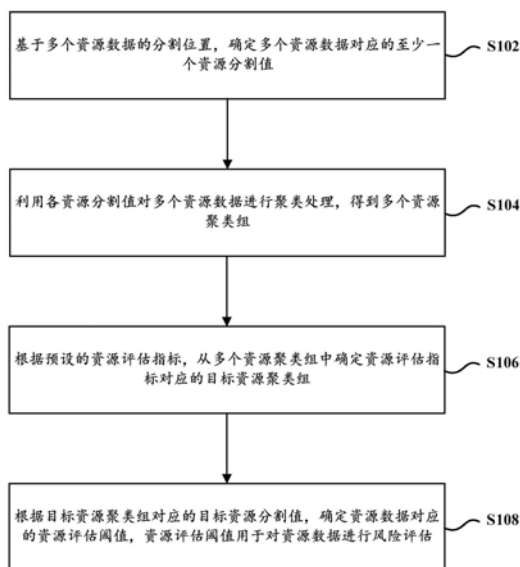 基于多个资源数据的分割位置，确定多个资源数据对应的至少一
个资源分割值
S102
利用各资源分割值对多个资源数据进行聚类处理，得到多个资源
聚类组
S104
根据预设的资源评估指标，从多个资源聚类组中确定资源评估指
标对应的目标资源聚类组
S106
根据目标资源聚类组对应的目标资源分割值，确定资源数据对应
的资源评估阈值，资源评估阈值用于对资源数据进行风险评估
S108